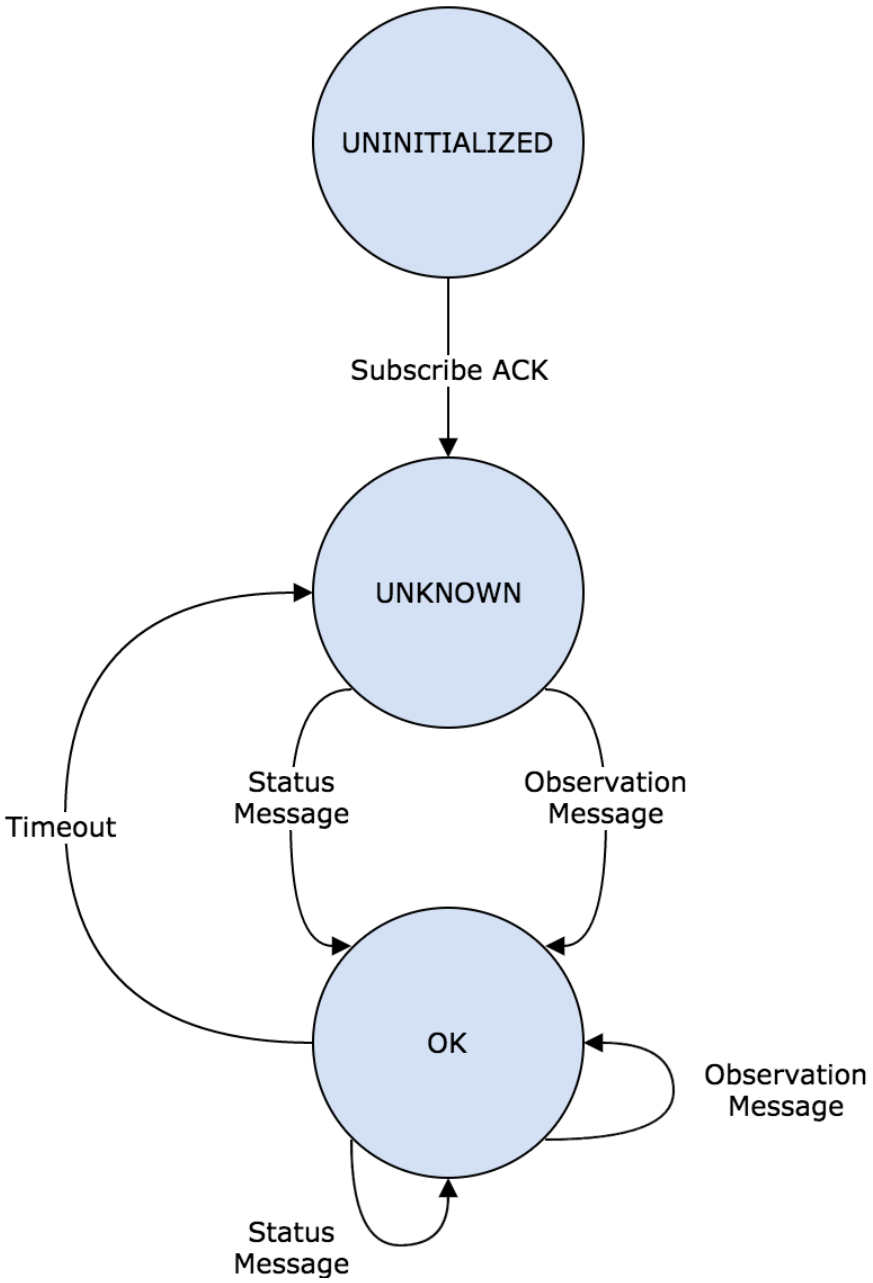 UNINITIALIZED
Subscribe ACK
UNKNOWN
Status
Message
Observation
Message
Timeout
OK
Observation
Message
Status
Message